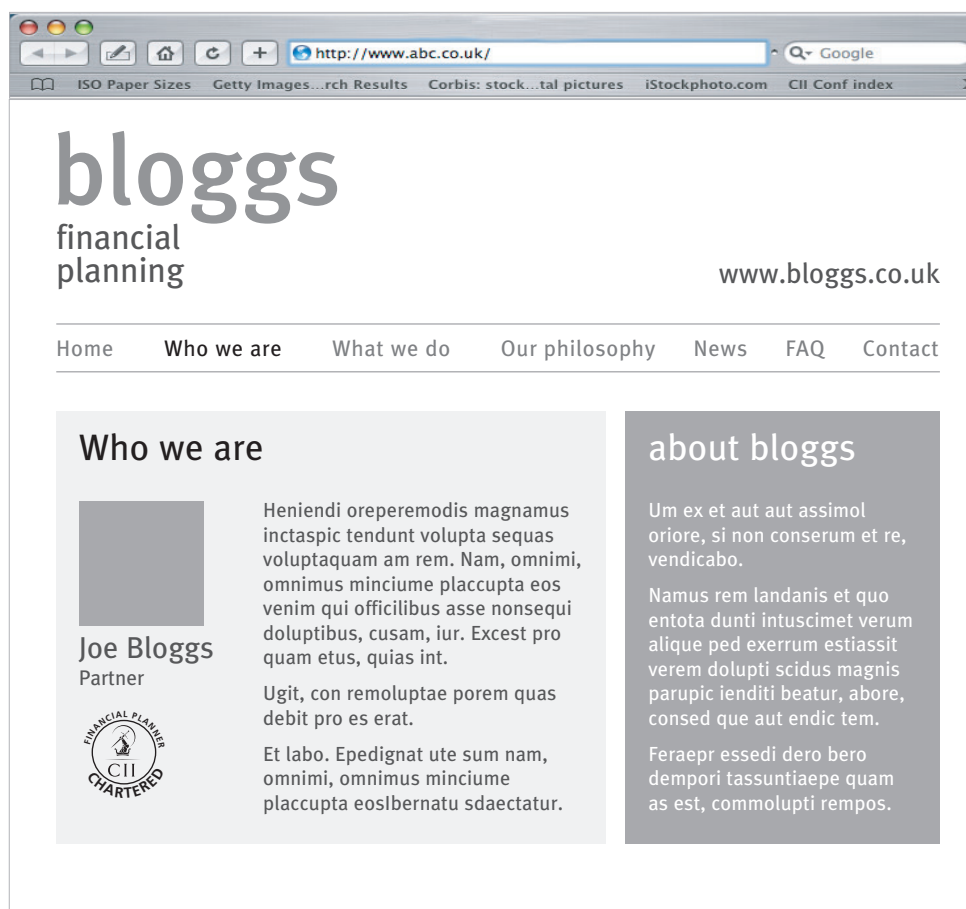 http://www.abc.co.uk/
Google
ISO Paper Sizes Getty Images...rch Results Corbis: stock...tal pictures iStockphoto.com CII Conf index
bloggs
financial
planning
www.bloggs.co.uk
Home Who we are What we do Our philosophy News FAQ Contact
Who we are
Heniendi oreperemodis magnamus
inctaspic tendunt volupta sequas
voluptaquam am rem. Nam, omnimi,
omnimus minciume placcupta eos
venim qui officilibus asse nonsequi
doluptibus, cusam, iur. Excest pro
quam etus, quias int.
Ugit, con remoluptae porem quas
debit pro es erat.
Et labo. Epedignat ute sum nam,
omnimi, omnimus minciume
placcupta eosIbernatu sdaectatur.
Joe Bloggs
Partner
FINANCIAL PLANNER
CII
CHARTERED
about bloggs
Um ex et aut aut assimol
oriore, si non conserum et re,
vendicabo.
Namus rem landanis et quo
entota dunti intuscimet verum
alique ped exerrum estiassit
verem dolupti scidus magnis
parupic ienditi beatur, abore,
consed que aut endic tem.
Feraepr essedi dero bero
dempori tassuntiaepe quam
as est, commolupti rempos.